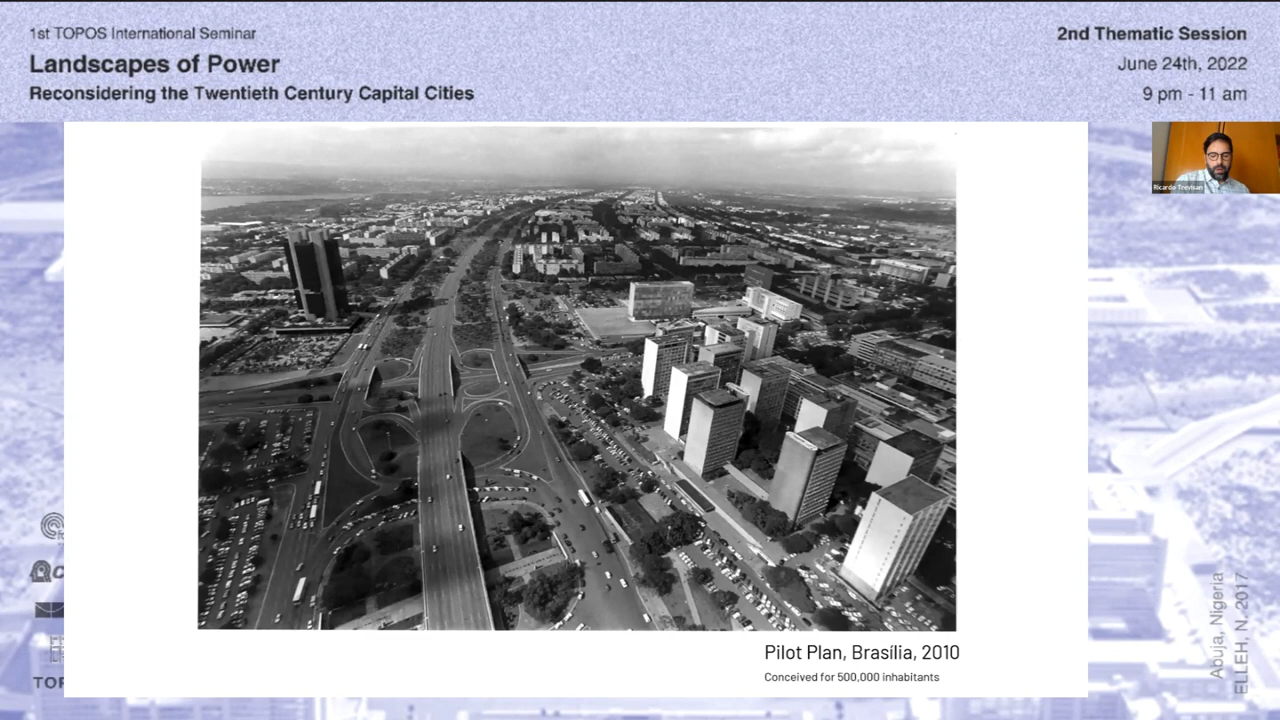 1st TOPOS International Seminar
Landscapes of Power
Reconsidering the Twentieth Century Capital Cities
2nd Thematic Session
June 24th, 2022
9 pm - 11 am
Ricardo Trevisan
Pilot Plan, Brasília, 2010
Conceived for 500,000 inhabitants
Abuja, Nigeria
ELLEH, N.2017